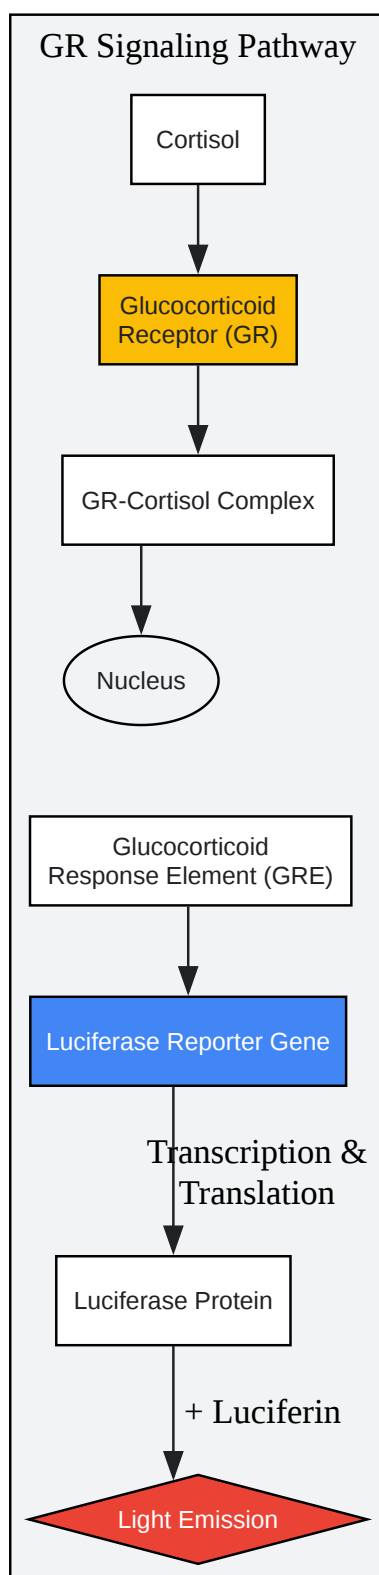 GR Signaling Pathway
Cortisol
Glucocorticoid
Receptor (GR)
GR-Cortisol Complex
Nucleus
Glucocorticoid
Response Element (GRE)
Luciferase Reporter Gene
Transcription &
Translation
Luciferase Protein
+ Luciferin
Light Emission